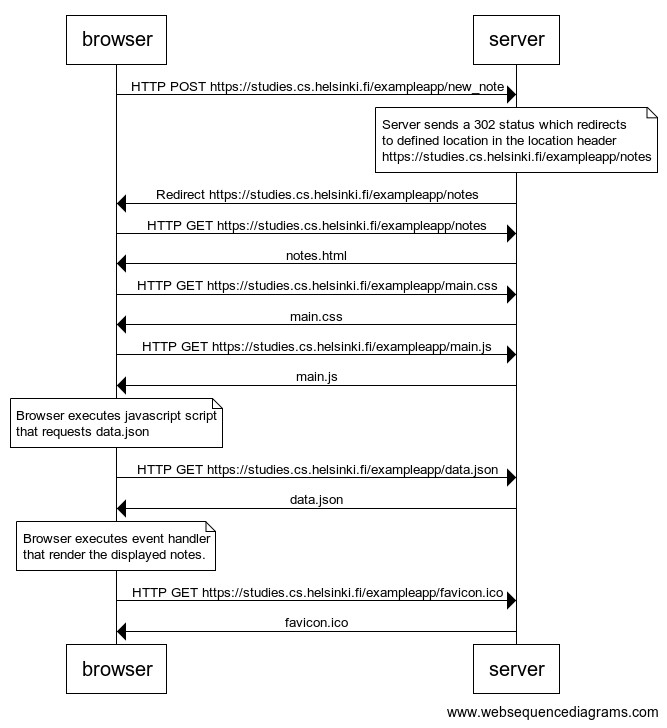 browser
server
HTTP POST https://studies.cs.helsinki.fi/exampleapp/new_note
Server sends a 302 status which redirects
to defined location in the location header
https://studies.cs.helsinki.fi/exampleapp/notes
Redirect https://studies.cs.helsinki.fi/exampleapp/notes
HTTP GET https://studies.cs.helsinki.fi/exampleapp/notes
notes.html
HTTP GET https://studies.cs.helsinki.fi/exampleapp/main.css
main.css
HTTP GET https://studies.cs.helsinki.fi/exampleapp/main.js
main.js
Browser executes javascript script
that requests data.json
HTTP GET https://studies.cs.helsinki.fi/exampleapp/data.json
data.json
Browser executes event handler
that render the displayed notes.
HTTP GET https://studies.cs.helsinki.fi/exampleapp/favicon.ico
favicon.ico
browser
server
www.websequencediagrams.com